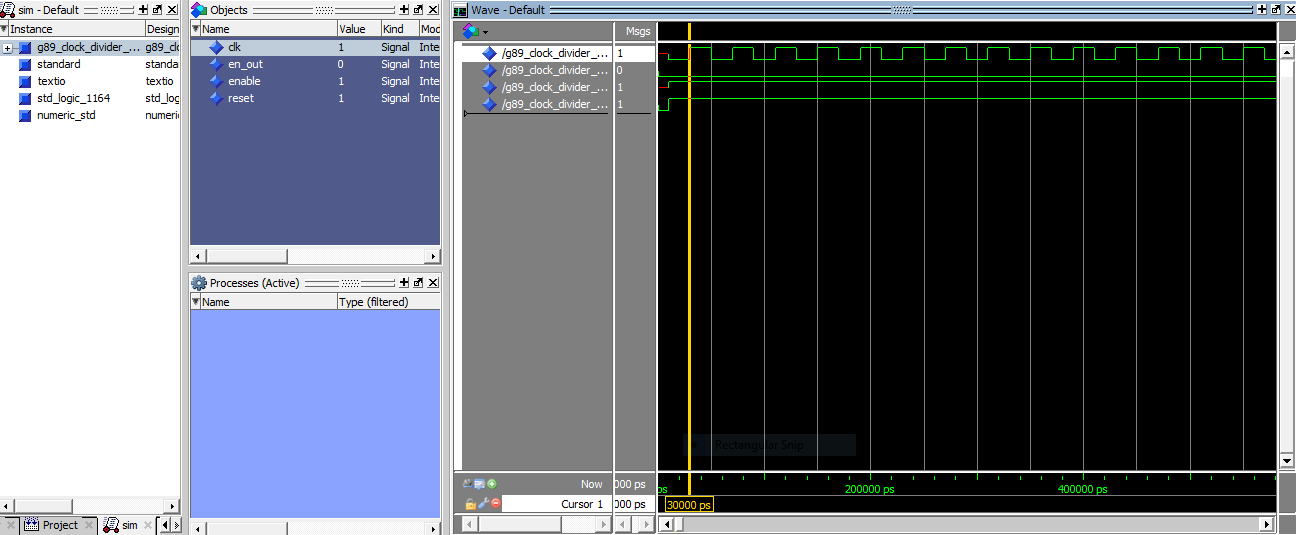 sim - Default
Instance Design
g89_clock_divider_... g89_clo
standard standa
textio textio
std_logic_1164 std_log
numeric_std numeric
Project sim
Objects
Name Value Kind Mod
clk 1 Signal Inte
en_out 0 Signal Inte
enable 1 Signal Inte
reset 1 Signal Inte
Processes (Active)
Name Type (filtered)
Wave - Default
Msgs
/g89_clock_divider_... 1
/g89_clock_divider_... 0
/g89_clock_divider_... 1
/g89_clock_divider_... 1
Rectangular Snip
Now 000 ps ps 200000 ps 400000 ps
Cursor 1 000 ps 30000 ps